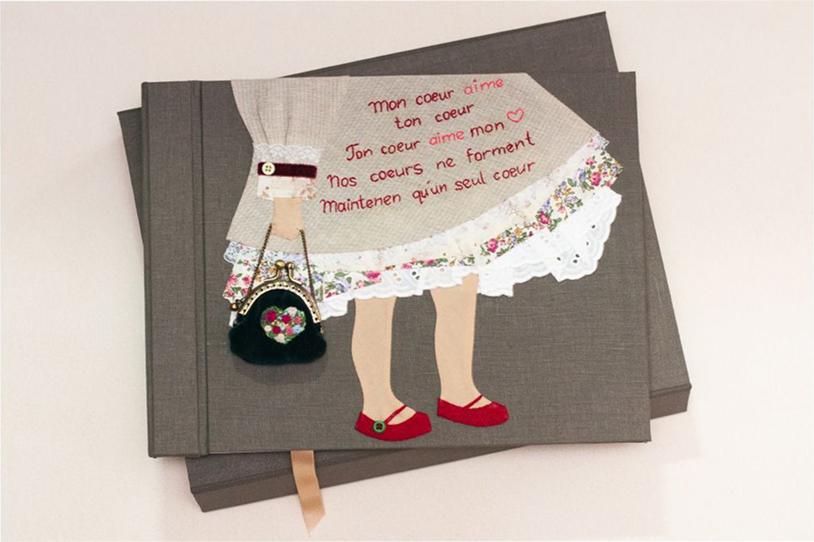 Mon coeur aime
ton coeur
Ton coeur aime mon ♡
Nos coeurs ne forment
Maintenen qu'un seul coeur